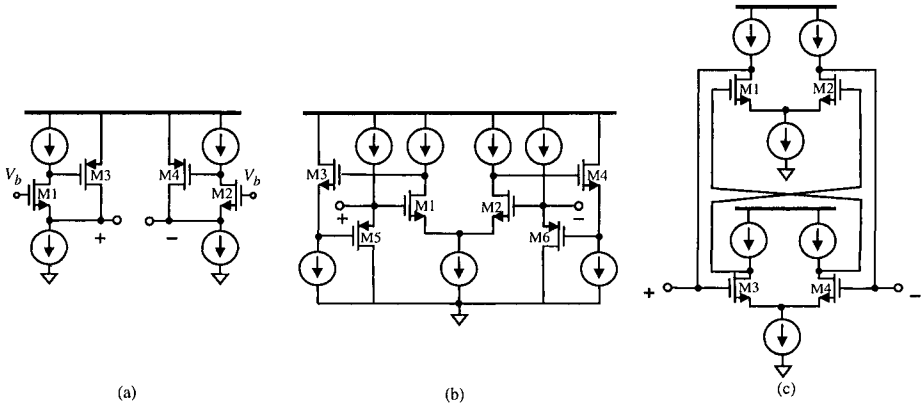 V_b M1 M3 M4 M2 V_b
+ −
(a)
M3 M4
+ M1 M2 −
M5 M6
(b)
M1 M2
+ M3 M4 −
(c)